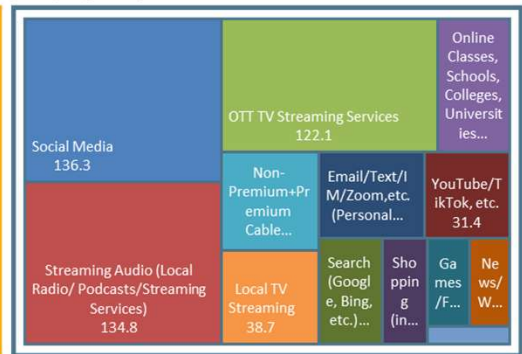 Social Media
136.3
OTT TV Streaming Services
122.1
Online
Classes,
Schools,
Colleges,
Universit
ies...
Streaming Audio (Local
Radio/ Podcasts/Streaming
Services)
134.8
Non-
Premium+Pr
emium
Cable...
Local TV
Streaming
38.7
Email/Text/I
M/Zoom,etc.
(Personal...
YouTube/T
ikTok, etc.
31.4
Search
(Googl
e, Bing,
etc.)...
Sho
ppin
g
(in...
Ga
mes
/F...
Ne
ws/
W...